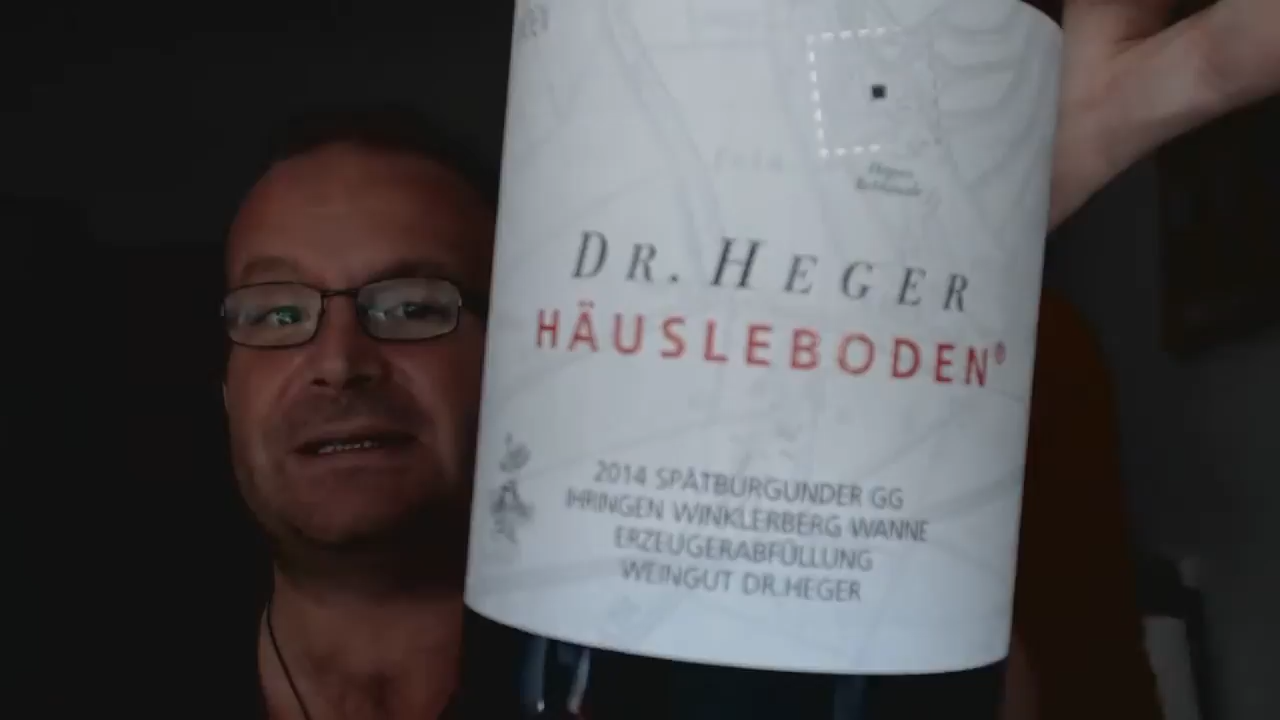 DR. HEGER
HÄUSLEBODEN®
2014 SPÄTBURGUNDER GG
IHRINGEN WINKLERBERG WANNE
ERZEUGERABFÜLLUNG
WEINGUT DR.HEGER